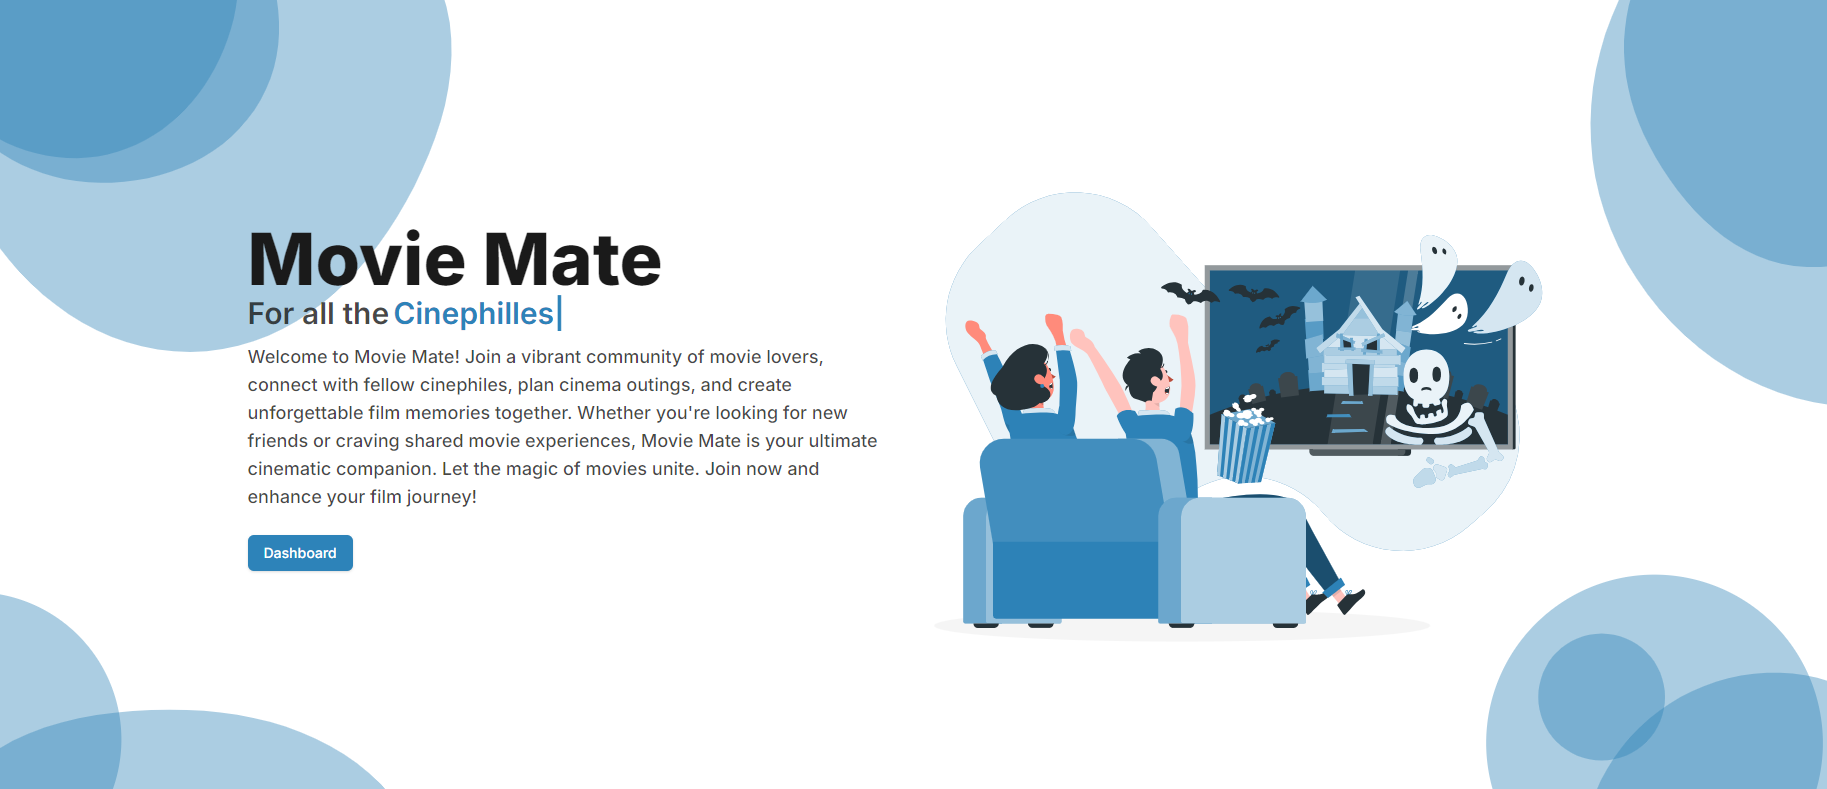 Movie Mate
For all the Cinephilles|
Welcome to Movie Mate! Join a vibrant community of movie lovers,
connect with fellow cinephiles, plan cinema outings, and create
unforgettable film memories together. Whether you're looking for new
friends or craving shared movie experiences, Movie Mate is your ultimate
cinematic companion. Let the magic of movies unite. Join now and
enhance your film journey!
Dashboard